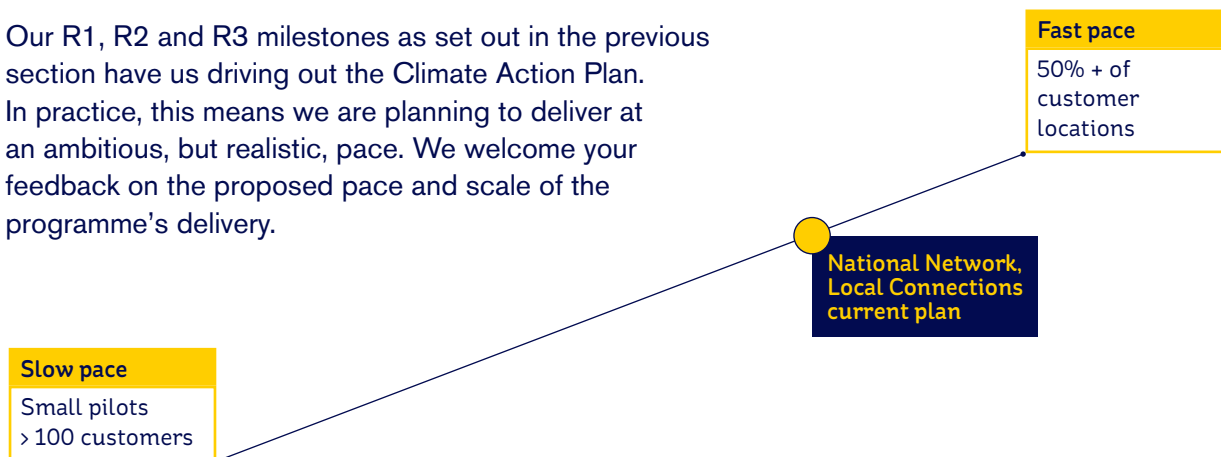 Our R1, R2 and R3 milestones as set out in the previous
section have us driving out the Climate Action Plan.
In practice, this means we are planning to deliver at
an ambitious, but realistic, pace. We welcome your
feedback on the proposed pace and scale of the
programme’s delivery.
Fast pace
50% + of
customer
locations
National Network,
Local Connections
current plan
Slow pace
Small pilots
> 100 customers